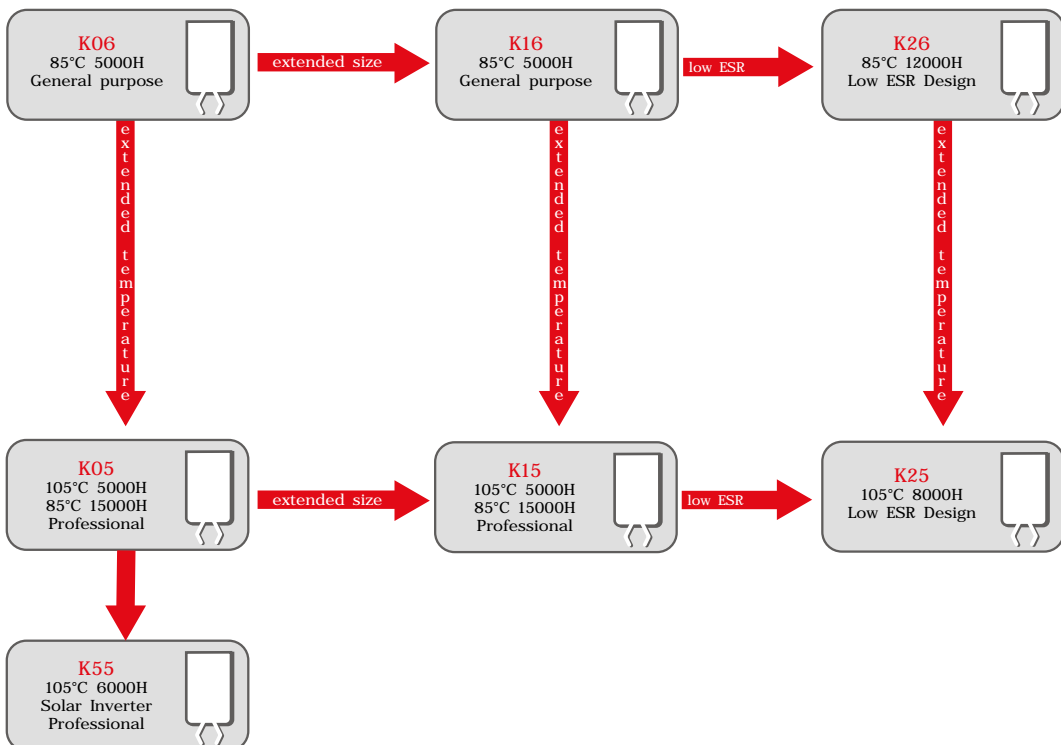 K06
85°C 5000H
General purpose
extended size
K16
85°C 5000H
General purpose
low ESR
K26
85°C 12000H
Low ESR Design
extended temperature
extended temperature
extended temperature
K05
105°C 5000H
85°C 15000H
Professional
extended size
K15
105°C 5000H
85°C 15000H
Professional
low ESR
K25
105°C 8000H
Low ESR Design
K55
105°C 6000H
Solar Inverter
Professional